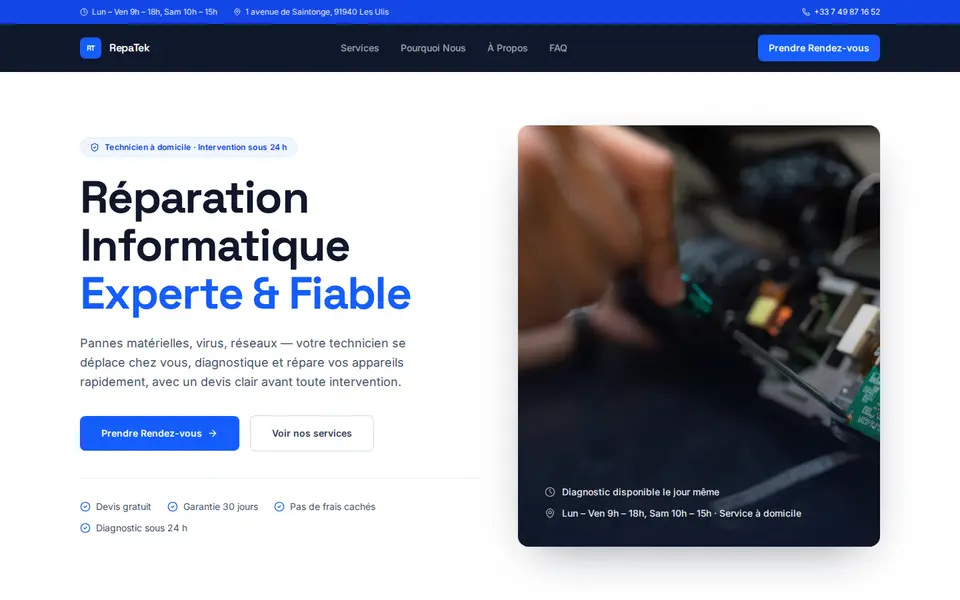 Lun – Ven 9h – 18h, Sam 10h – 15h
1 avenue de Saintonge, 91940 Les Ulis
+33 7 49 87 16 52
RT
RepaTek
Services
Pourquoi Nous
À Propos
FAQ
Prendre Rendez-vous
Technicien à domicile · Intervention sous 24 h
Réparation
Informatique
Experte & Fiable
Pannes matérielles, virus, réseaux — votre technicien se
déplace chez vous, diagnostique et répare vos appareils
rapidement, avec un devis clair avant toute intervention.
Prendre Rendez-vous →
Voir nos services
Devis gratuit
Garantie 30 jours
Pas de frais cachés
Diagnostic sous 24 h
Diagnostic disponible le jour même
Lun – Ven 9h – 18h, Sam 10h – 15h · Service à domicile